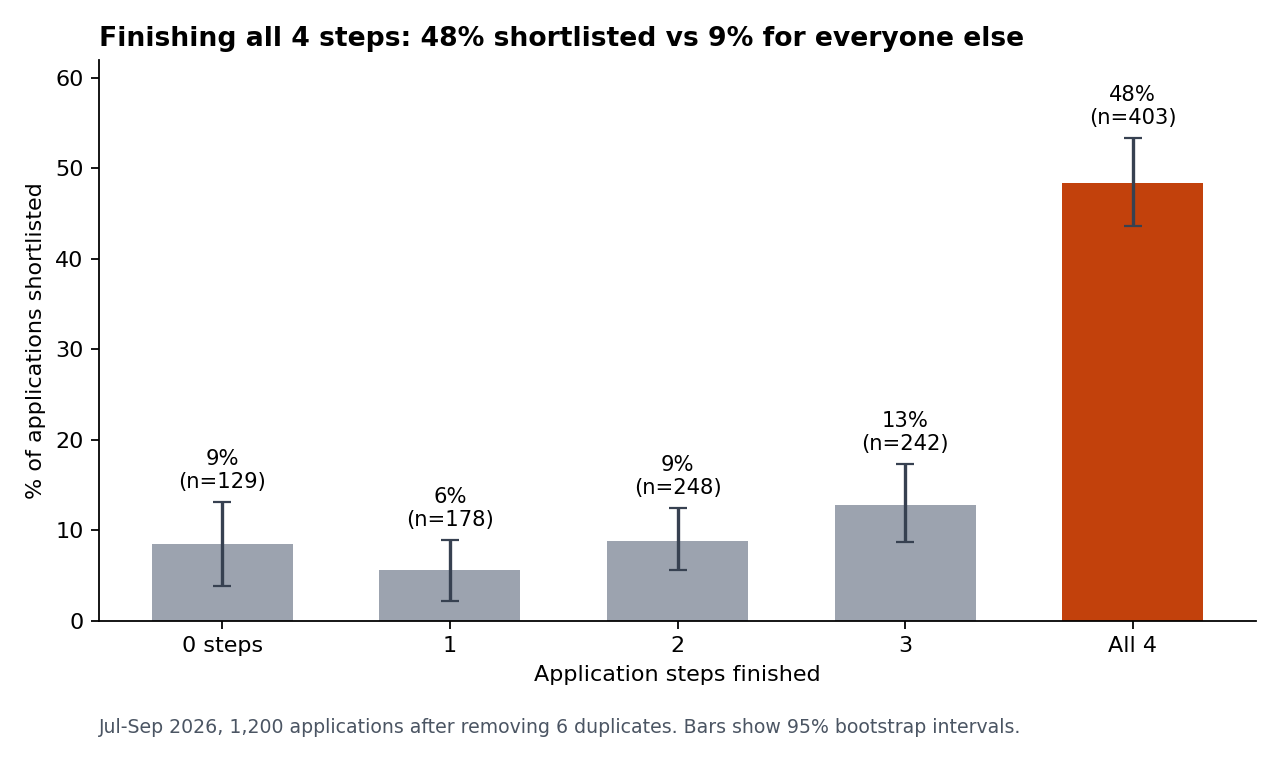 Finishing all 4 steps: 48% shortlisted vs 9% for everyone else
% of applications shortlisted
60
50
40
30
20
10
0
9%
(n=129)
6%
(n=178)
9%
(n=248)
13%
(n=242)
48%
(n=403)
0 steps
1
2
3
All 4
Application steps finished
Jul-Sep 2026, 1,200 applications after removing 6 duplicates. Bars show 95% bootstrap intervals.